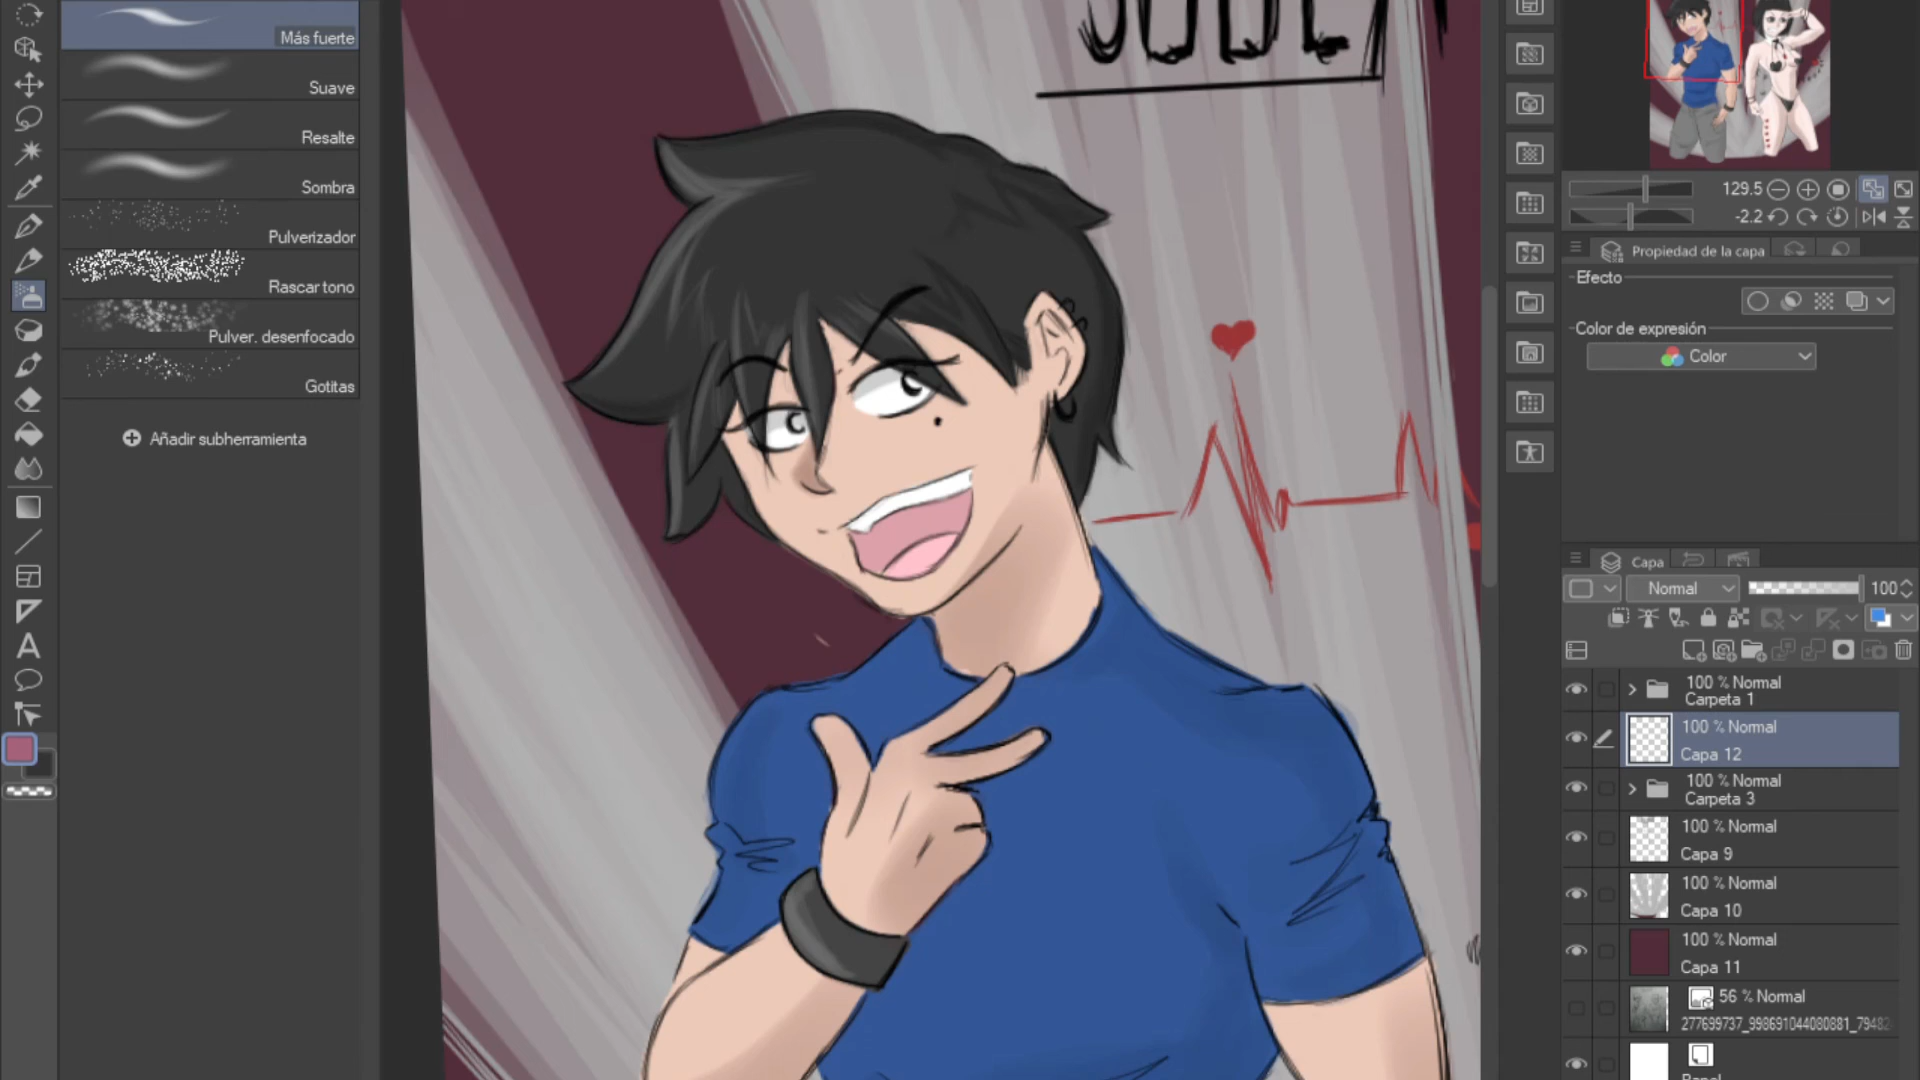 Más fuerte
Suave
Resalte
Sombra
Pulverizador
Rascar tono
Pulver. desenfocado
Gotitas
Añadir subherramienta
129.5
-2.2
Propiedad de la capa
Efecto
Color de expresión
Color
Capa
Normal 100
100 % Normal
Carpeta 1
100 % Normal
Capa 12
100 % Normal
Carpeta 3
100 % Normal
Capa 9
100 % Normal
Capa 10
100 % Normal
Capa 11
56 % Normal
277699737_998691044080881_7948